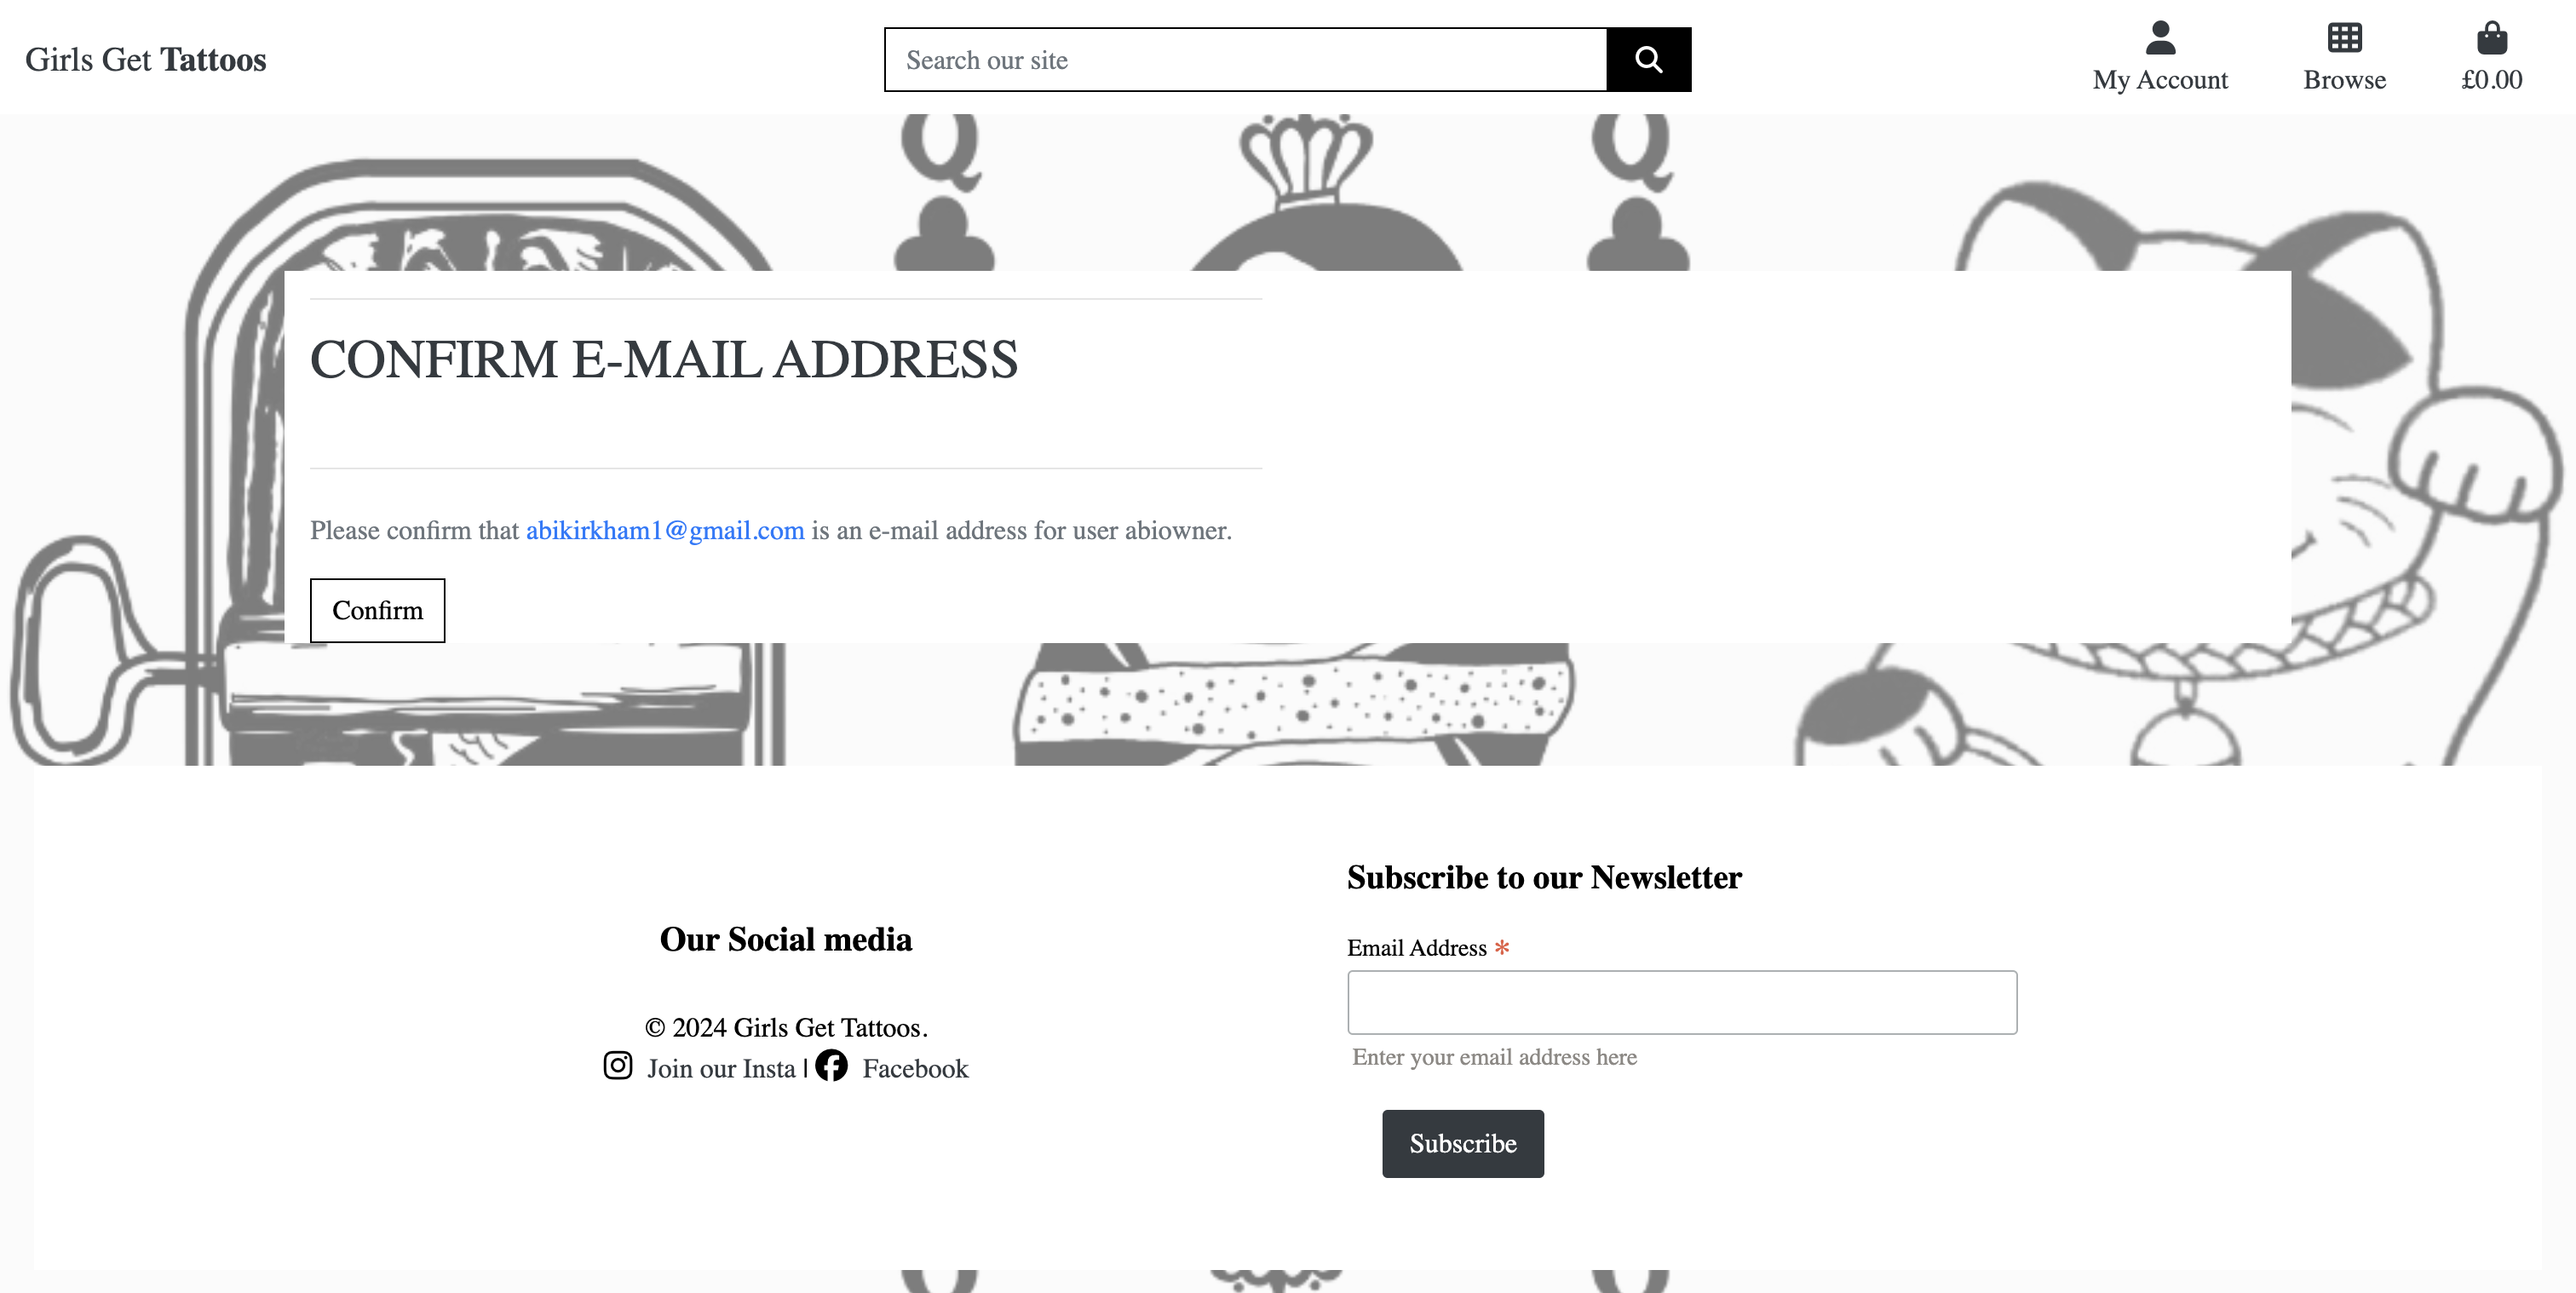 Girls Get Tattoos
Search our site
My Account
Browse
£0.00
Q
Q
CONFIRM E-MAIL ADDRESS
Please confirm that abikirkham1@gmail.com is an e-mail address for user abiowner.
Confirm
Our Social media
© 2024 Girls Get Tattoos.
Join our Insta | Facebook
Subscribe to our Newsletter
Email Address *
Enter your email address here
Subscribe
Q
Q